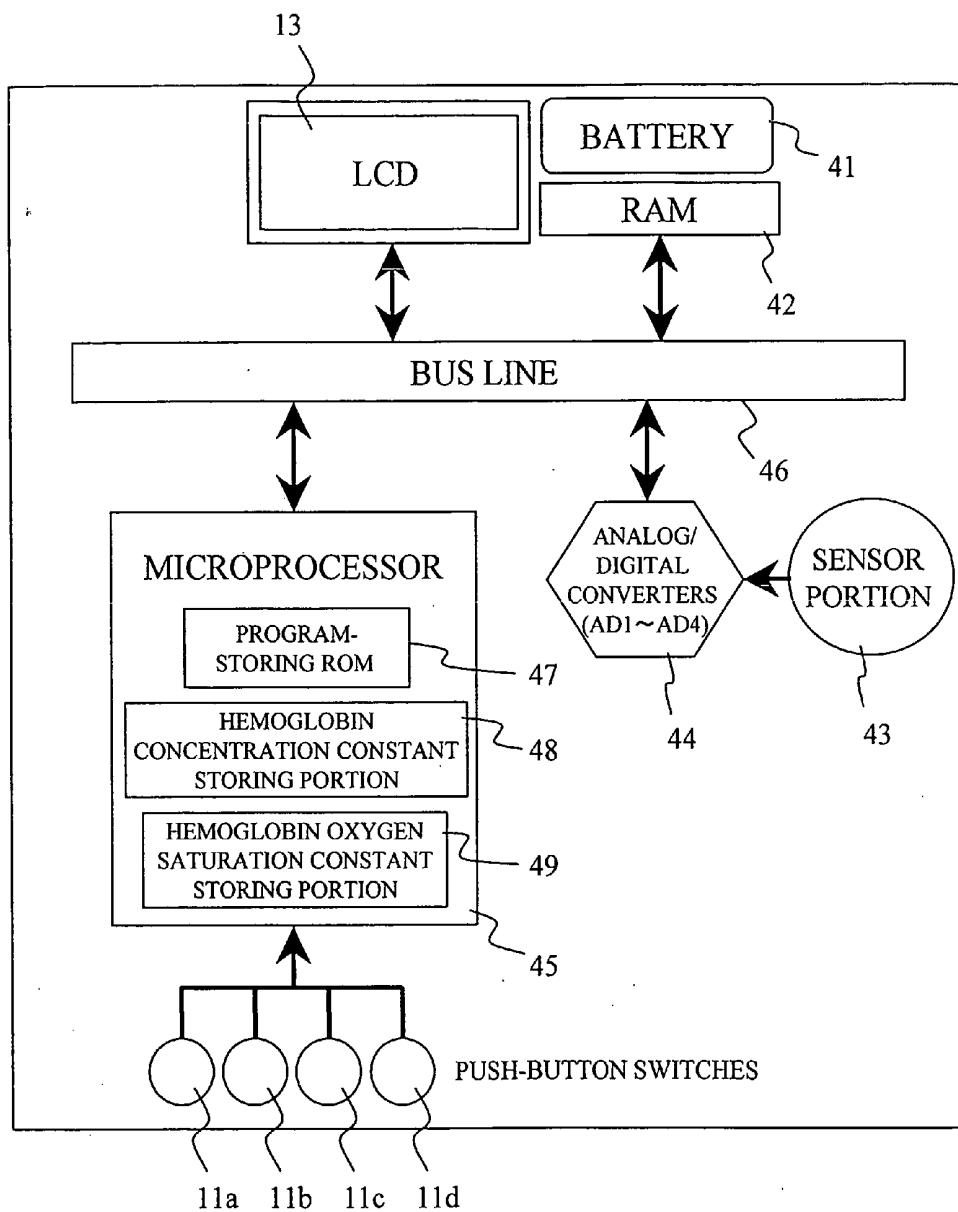 13
LCD
BATTERY
41
RAM
42
BUS LINE
46
MICROPROCESSOR
PROGRAM-
STORING ROM
47
HEMOGLOBIN
CONCENTRATION CONSTANT
STORING PORTION
48
HEMOGLOBIN OXYGEN
SATURATION CONSTANT
STORING PORTION
49
45
ANALOG/
DIGITAL
CONVERTERS
(AD1~AD4)
44
SENSOR
PORTION
43
PUSH-BUTTON SWITCHES
11a 11b 11c 11d